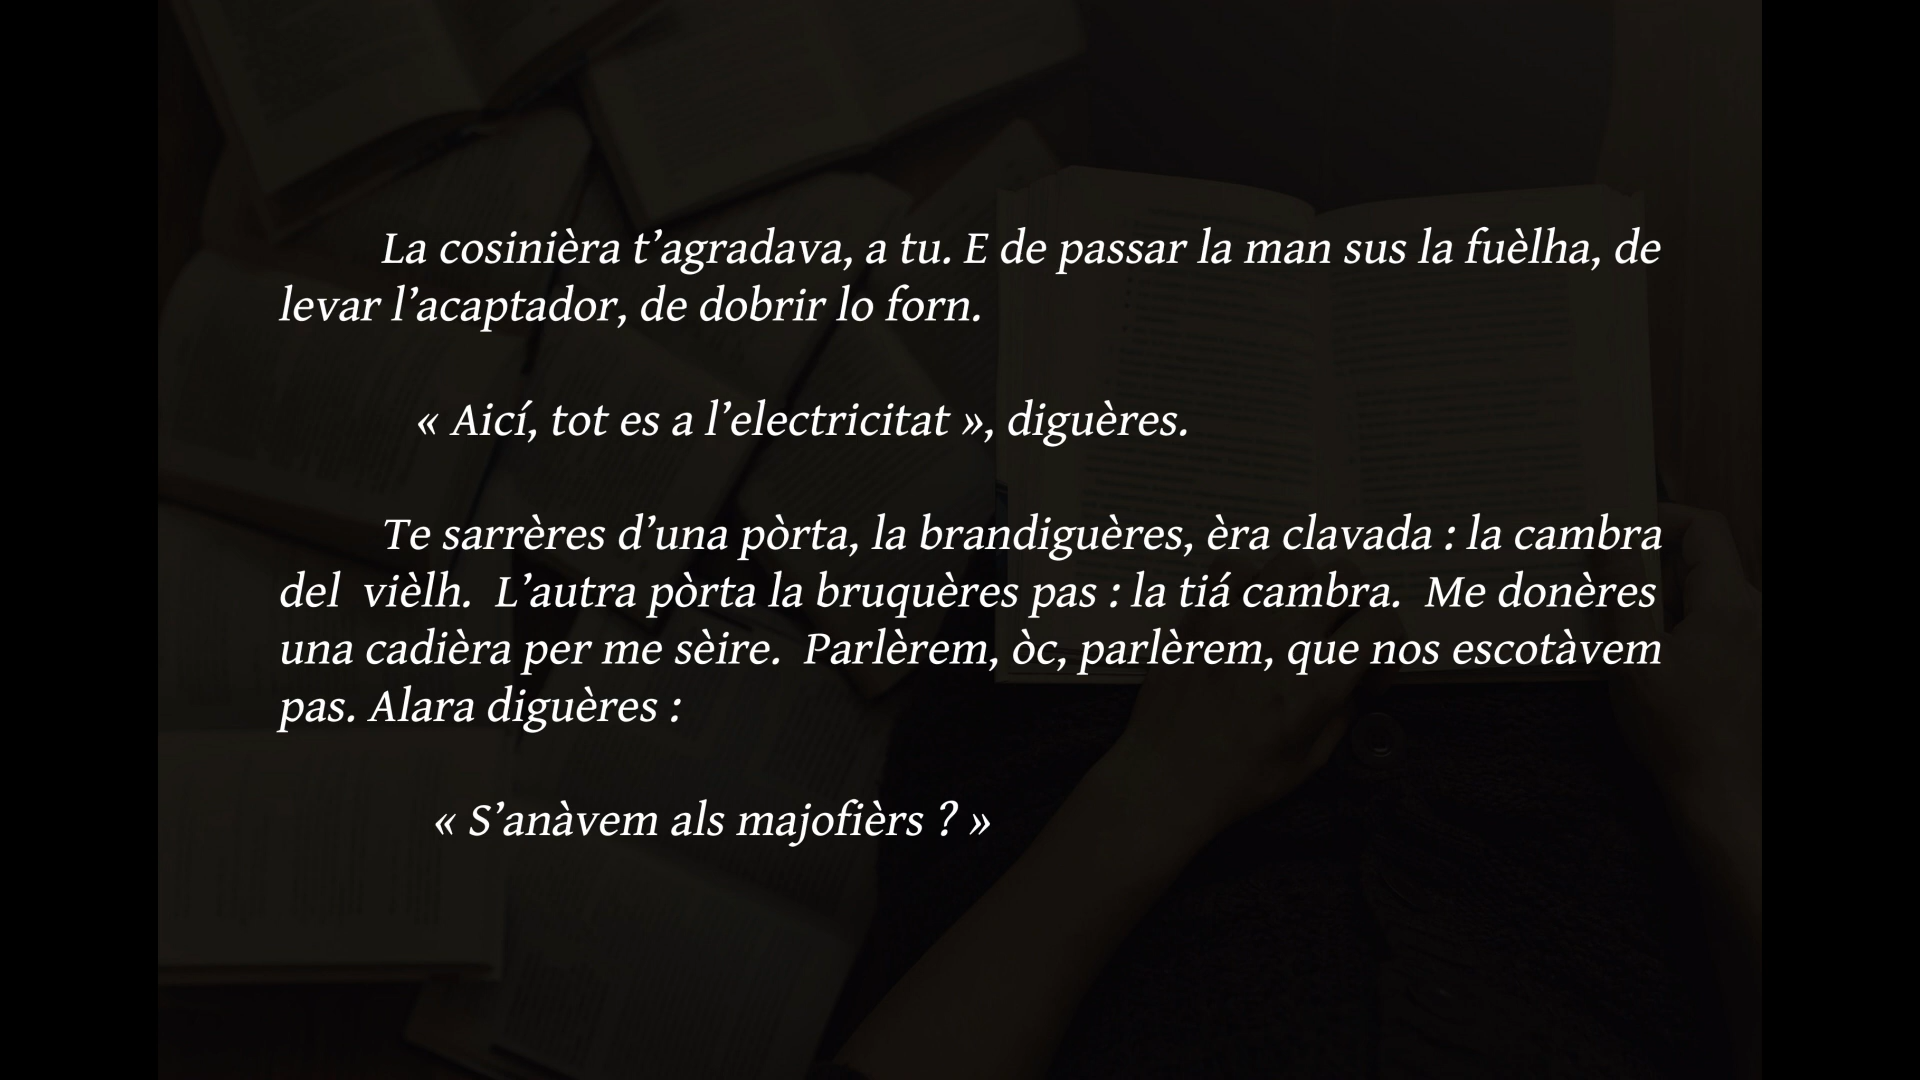 La cosinièra t’agradava, a tu. E de passar la man sus la fuèlha, de
levar l’acaptador, de dobrir lo forn.
« Aicí, tot es a l’electricitat », diguères.
Te sarrères d’una pòrta, la brandiguères, èra clavada : la cambra
del vièlh. L’autra pòrta la bruquères pas : la tiá cambra. Me donères
una cadièra per me sèire. Parlèrem, òc, parlèrem, que nos escotàvem
pas. Alara diguères :
« S’anàvem als majofièrs ? »